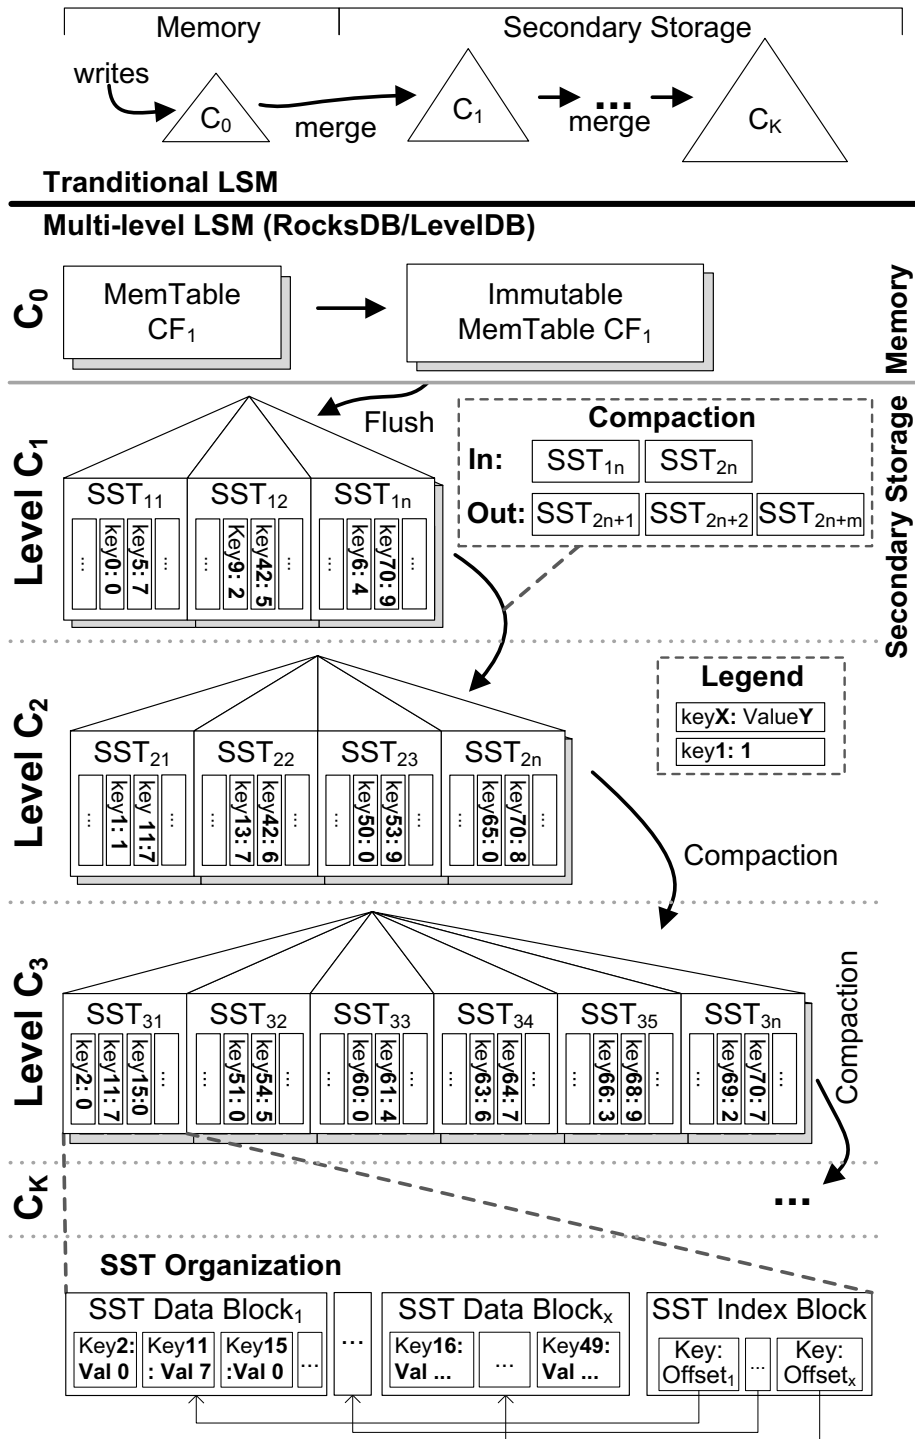 Memory
Secondary Storage
writes
C0
merge
C1
...
merge
CK
Tranditional LSM
Multi-level LSM (RocksDB/LevelDB)
C0
MemTable
CF1
Immutable
MemTable CF1
Memory
Flush
Level C1
SST11
SST12
SST1n
...
key0: 0
key5: 7
...
...
Key9: 2
key42: 5
...
key6: 4
key70: 9
...
Compaction
In:
SST1n
SST2n
Out:
SST2n+1
SST2n+2
SST2n+m
Secondary Storage
Level C2
SST21
SST22
SST23
SST2n
...
key1: 1
key 11:7
...
...
key13: 7
key42: 6
...
key50: 0
key53: 9
...
...
key65: 0
key70: 8
...
Legend
keyX: ValueY
key1: 1
Compaction
Level C3
SST31
SST32
SST33
SST34
SST35
SST3n
key2: 0
key11: 7
key15:0
...
...
key51: 0
key54: 5
...
...
key60: 0
key61: 4
...
...
key63: 6
key64: 7
...
key66: 3
key68: 9
...
...
key69: 2
key70: 7
...
Compaction
CK
...
SST Organization
SST Data Block1
Key2:
Val 0
Key11
: Val 7
Key15
:Val 0
...
...
SST Data Blockx
Key16:
Val ...
...
Key49:
Val ...
SST Index Block
Key:
Offset1
...
Key:
Offsetx